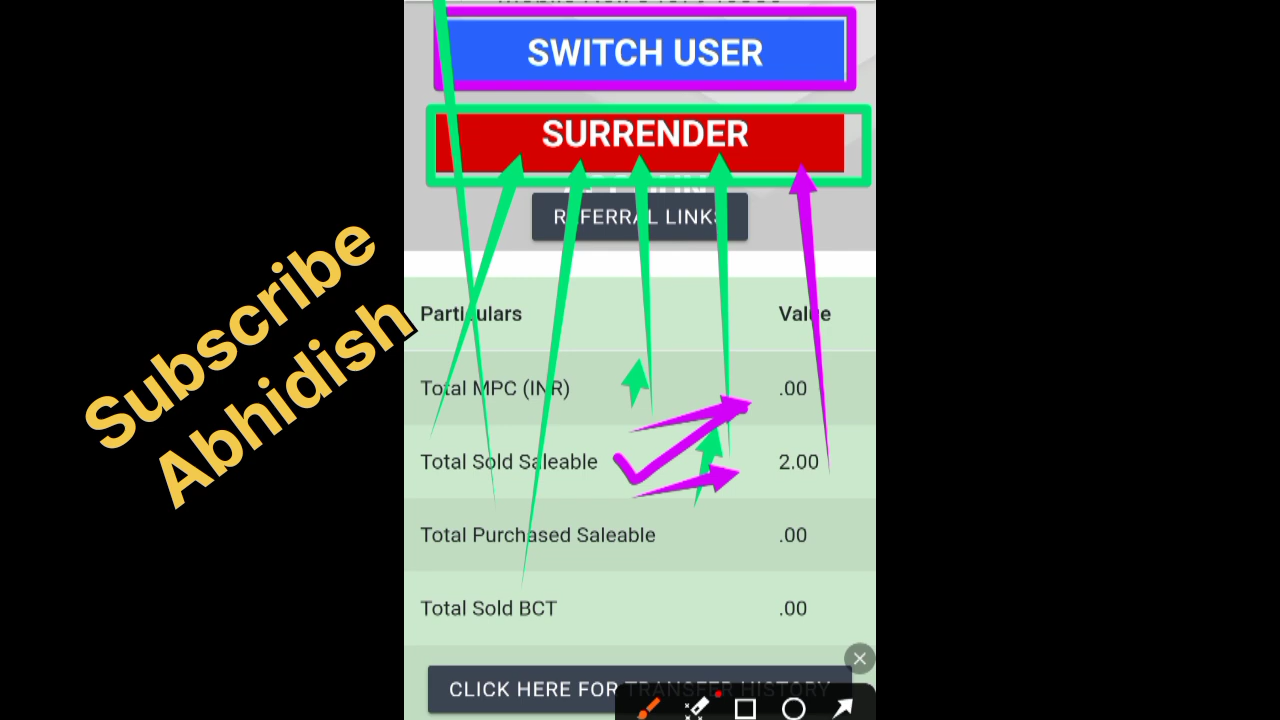 SWITCH USER
SURRENDER
REFERRAL LINKS
Subscribe
Abhidish
Particulars Value
Total MPC (INR) .00
Total Sold Saleable 2.00
Total Purchased Saleable .00
Total Sold BCT .00
CLICK HERE FOR TRANSFER HISTORY